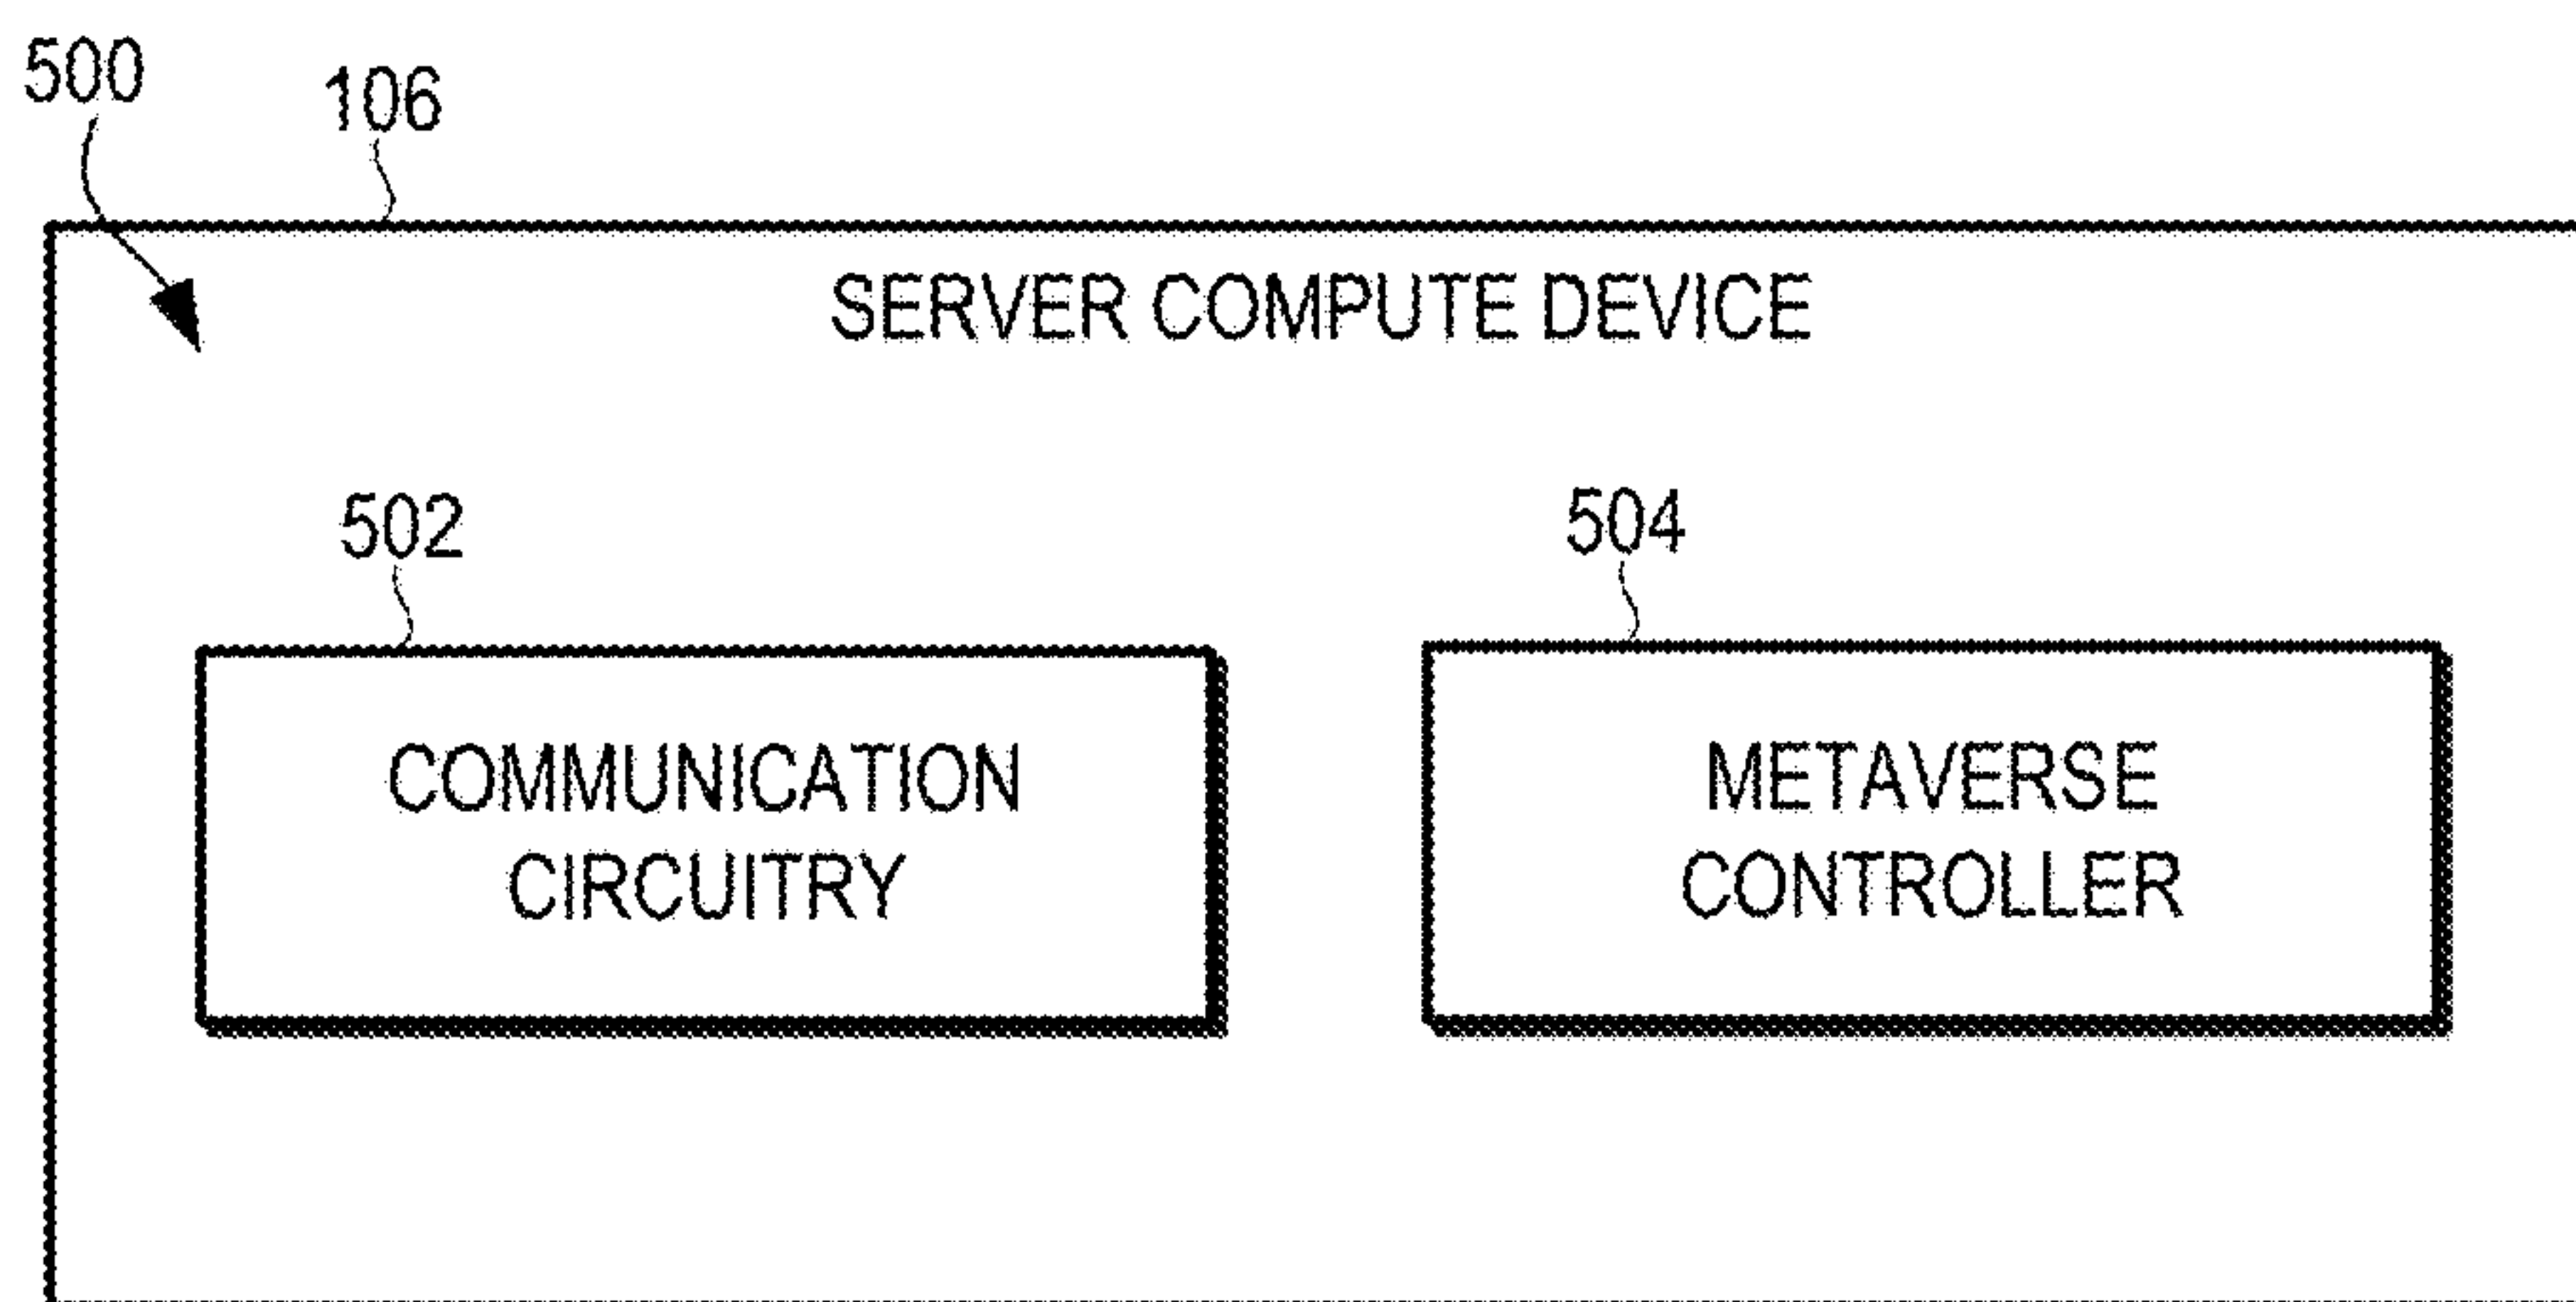 500
106
SERVER COMPUTE DEVICE
502
504
COMMUNICATION
CIRCUITRY
METAVERSE
CONTROLLER